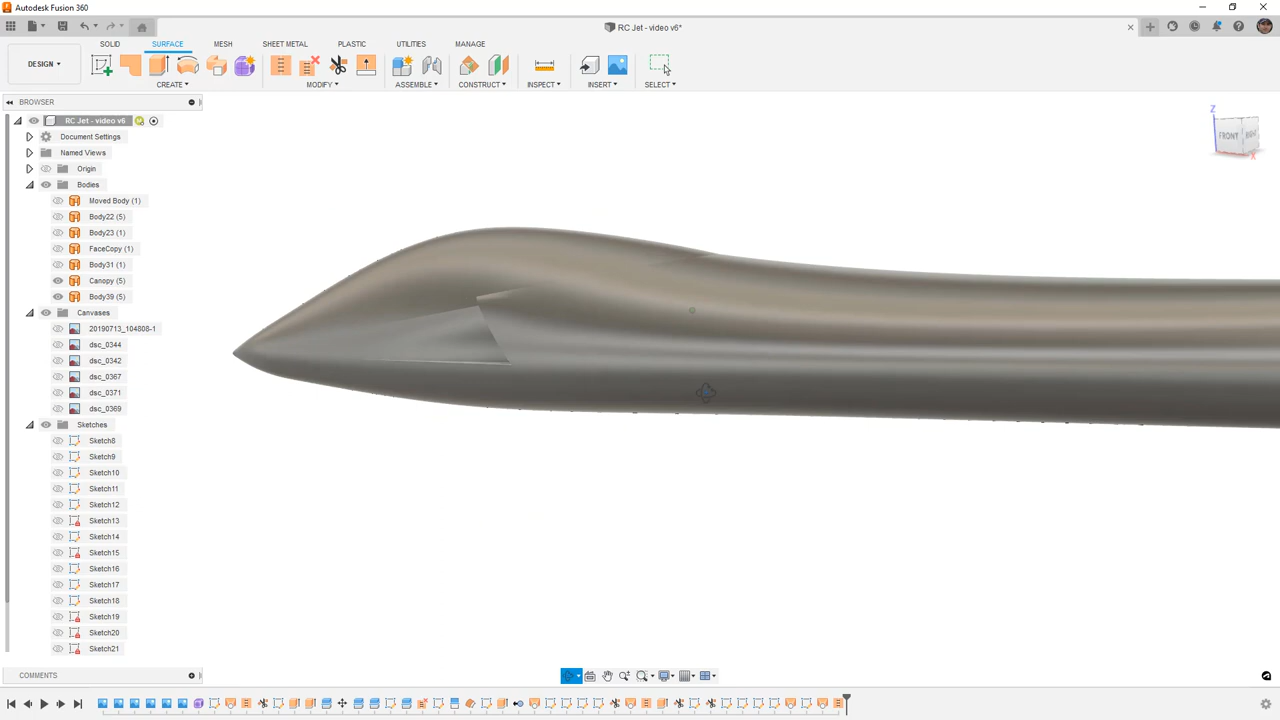 Autodesk Fusion 360
RC Jet - video v6*
SOLID SURFACE MESH SHEET METAL PLASTIC UTILITIES MANAGE
DESIGN
CREATE MODIFY ASSEMBLE CONSTRUCT INSPECT INSERT SELECT
BROWSER
RC Jet - video v6
Document Settings
Named Views
Origin
Bodies
Moved Body (1)
Body22 (5)
Body23 (1)
FaceCopy (1)
Body31 (1)
Canopy (5)
Body39 (5)
Canvases
20190713_104808-1
dsc_0344
dsc_0342
dsc_0367
dsc_0371
dsc_0369
Sketches
Sketch8
Sketch9
Sketch10
Sketch11
Sketch12
Sketch13
Sketch14
Sketch15
Sketch16
Sketch17
Sketch18
Sketch19
Sketch20
Sketch21
COMMENTS
Z
FRONT RIGHT
X